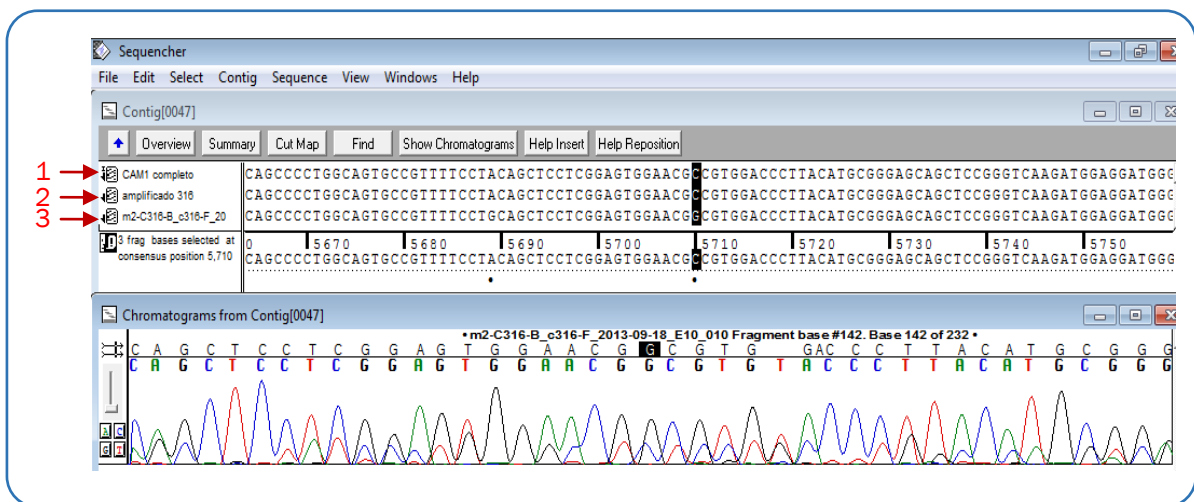 Sequencher
File Edit Select Contig Sequence View Windows Help
Contig[0047]
Overview Summary Cut Map Find Show Chromatograms Help Insert Help Reposition
1 CAM1 completo CAGCCCCTGGCAGTGCCGTTTTCCTACAGCTCCTCGGAGTGGAACGCCGTGGACCCTTACATGCGGGAGCAGCTCCGGGTCAAGATGGAGGATGGG
2 amplificado 316 CAGCCCCTGGCAGTGCCGTTTTCCTACAGCTCCTCGGAGTGGAACGCCGTGGACCCTTACATGCGGGAGCAGCTCCGGGTCAAGATGGAGGATGGG
3 m2-C316-B_c316-F_20 CAGCCCCTGGCAGTGCCGTTTTCCTGCAGCTCCTCGGAGTGGAACGGCGTGGACCCTTACATGCGGGAGCAGCTCCGGGTCAAGATGGAGGATGGG
3 frag bases selected at 0 5670 5680 5690 5700 5710 5720 5730 5740 5750
consensus position 5,710 CAGCCCCTGGCAGTGCCGTTTTCCTACAGCTCCTCGGAGTGGAACGCCGTGGACCCTTACATGCGGGAGCAGCTCCGGGTCAAGATGGAGGATGGG
Chromatograms from Contig[0047]
• m2-C316-B_c316-F_2013-09-18_E10_010 Fragment base #142. Base 142 of 232 •
C A G C T C C T C G G A G T G G A A C G G C G T G GACC C T T A C A T G C G G G
C A G C T C C T C G G A G T G G A A C G G C G T G T A C C C T T A C A T G C G G G
A C
G T